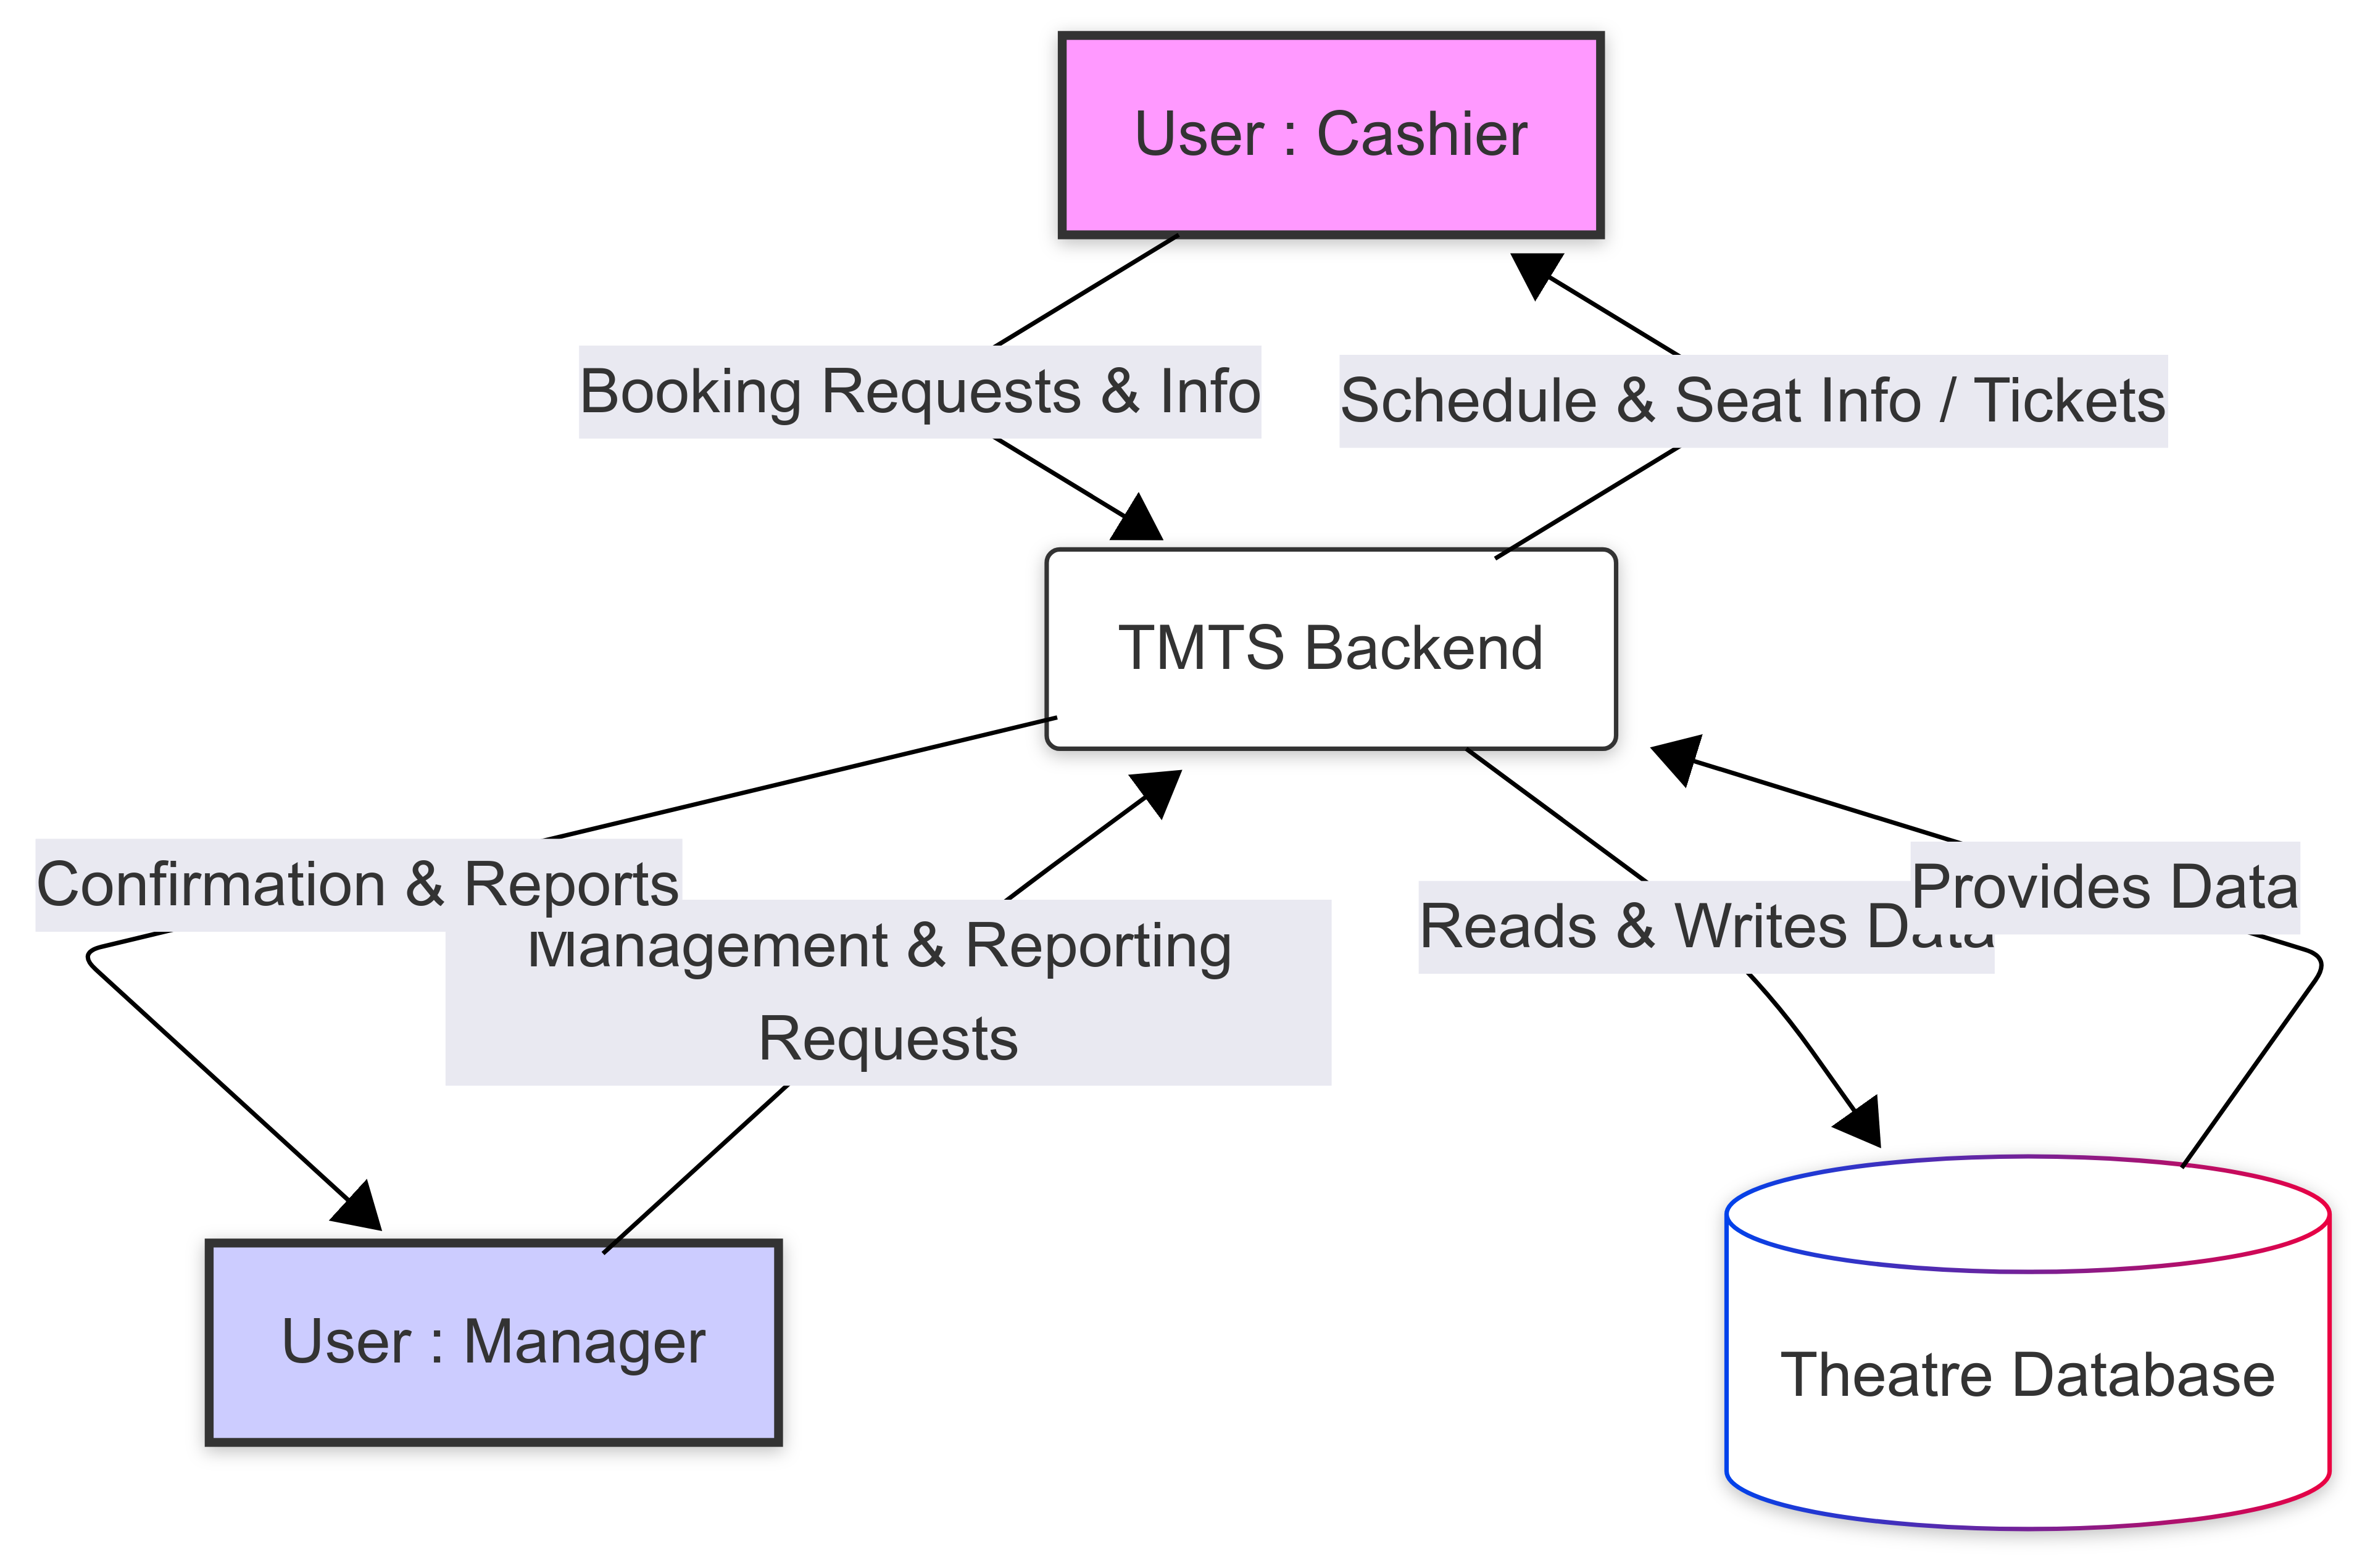 User : Cashier
Booking Requests & Info
Schedule & Seat Info / Tickets
TMTS Backend
Confirmation & Reports
Management & Reporting
Requests
Reads & Writes Data
Provides Data
User : Manager
Theatre Database